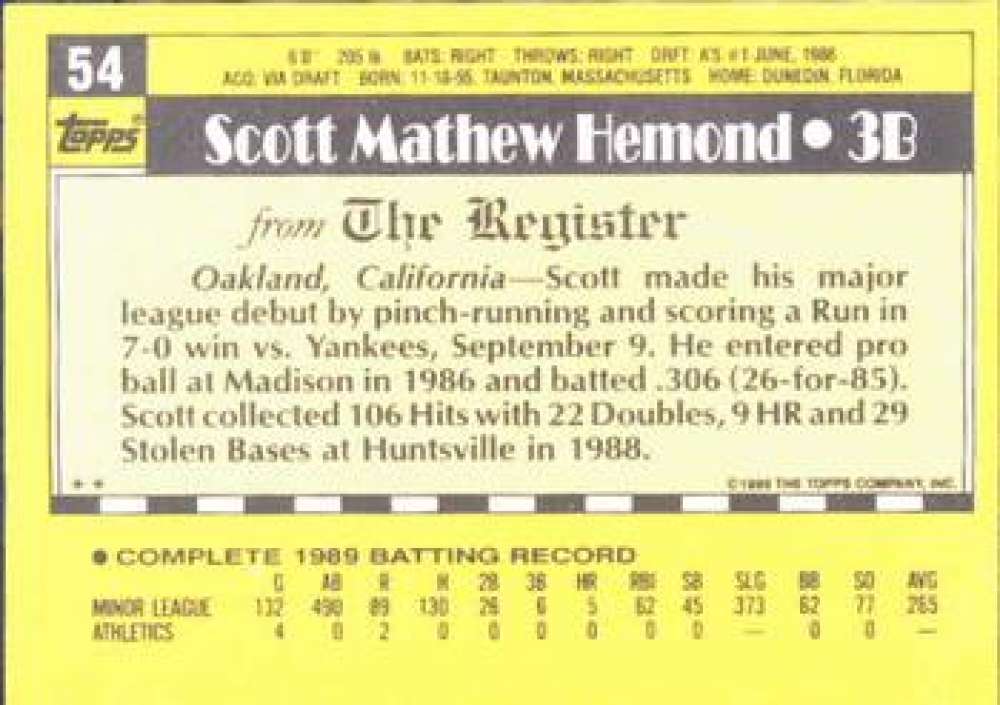 54
6'0" 205 lb BATS: RIGHT THROWS: RIGHT DRFT: A'S #1 JUNE, 1986
ACQ: VIA DRAFT BORN: 11-18-65, TAUNTON, MASSACHUSETTS HOME: DUNEDIN, FLORIDA
topps®
Scott Mathew Hemond • 3B
from The Register
Oakland, California—Scott made his major
league debut by pinch-running and scoring a Run in
7-0 win vs. Yankees, September 9. He entered pro
ball at Madison in 1986 and batted .306 (26-for-85).
Scott collected 106 Hits with 22 Doubles, 9 HR and 29
Stolen Bases at Huntsville in 1988.
* * © THE TOPPS COMPANY, INC.
• COMPLETE 1989 BATTING RECORD
G AB R H 2B 3B HR RBI SB SLG BB SO AVG
MINOR LEAGUE 132 490 89 130 26 6 5 62 45 373 62 77 265
ATHLETICS 4 0 2 0 0 0 0 0 0 — 0 0 —